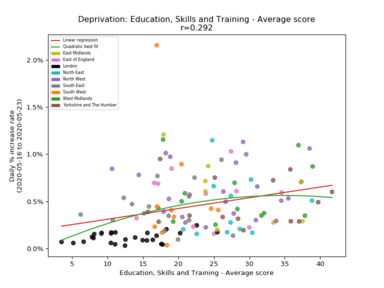 Deprivation: Education, Skills and Training - Average score
r=0.292
Daily % increase rate
(2020-05-16 to 2020-05-23)
2.0%
1.5%
1.0%
0.5%
0.0%
Linear regression
Quadratic best fit
East Midlands
East of England
London
North East
North West
South East
South West
West Midlands
Yorkshire and The Humber
5
10
15
20
25
30
35
40
Education, Skills and Training - Average score